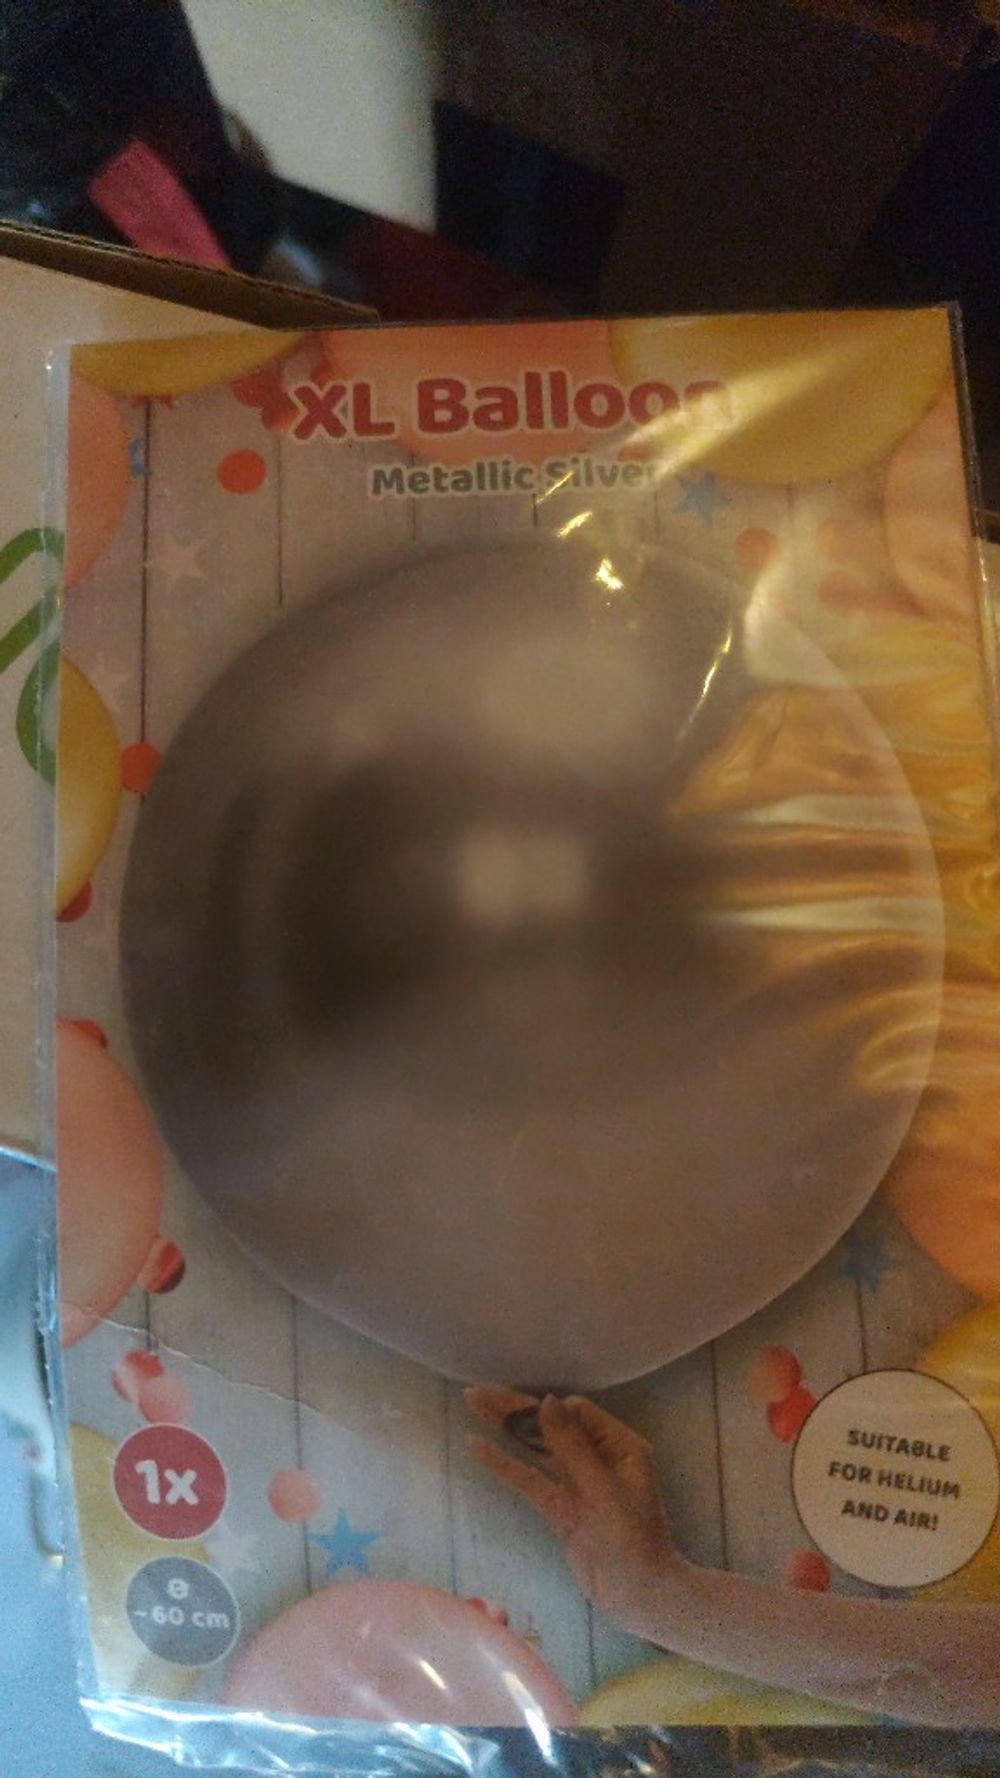 XL Balloon
Metallic Silver
1x
ø
~60 cm
SUITABLE
FOR HELIUM
AND AIR!